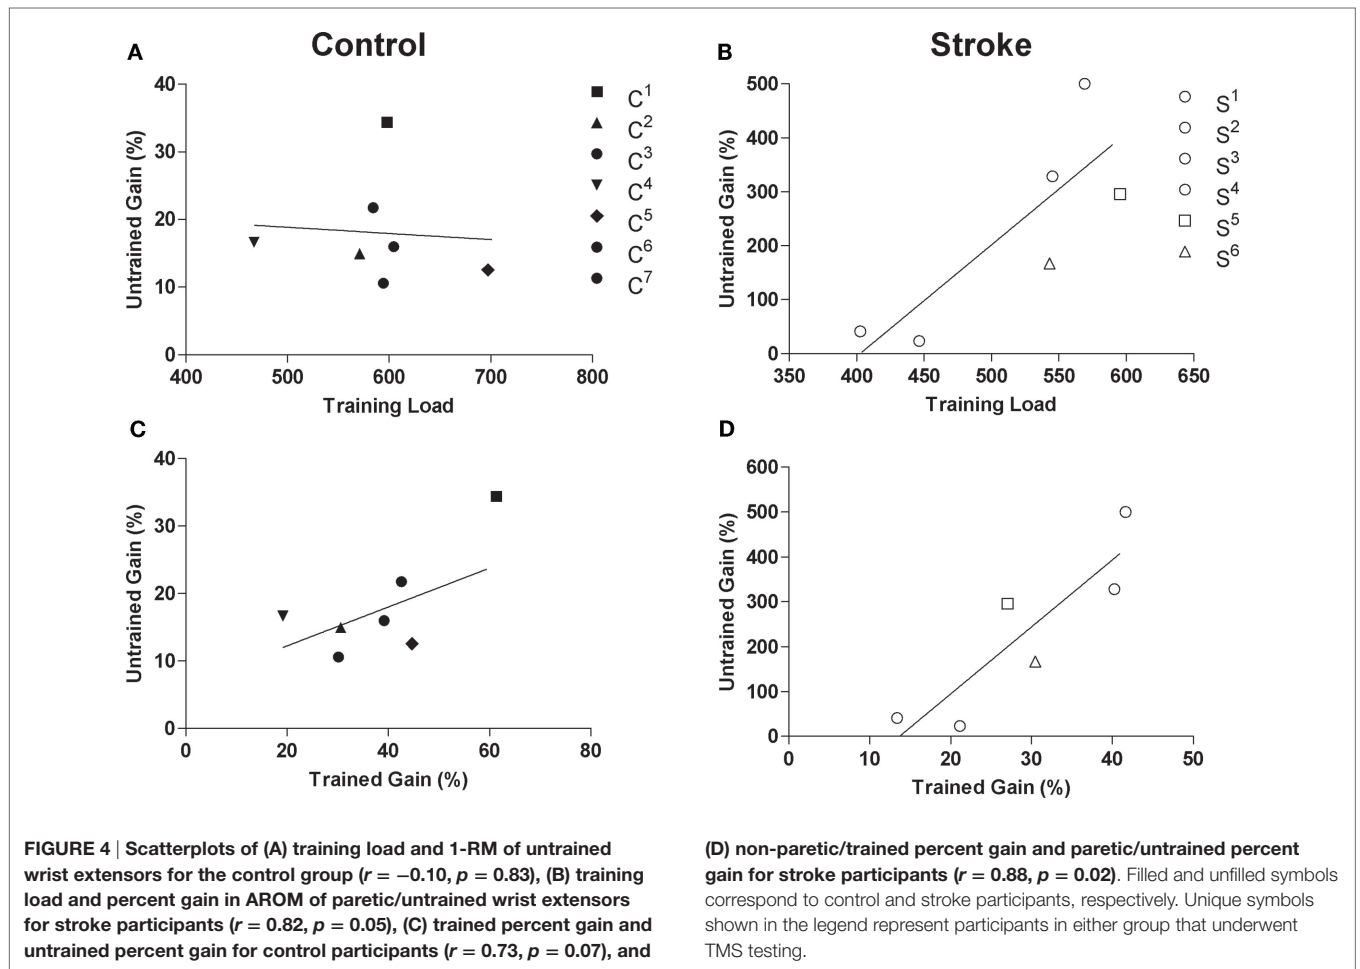 Control
Stroke
A
40
30
20
10
0
Untrained Gain (%)
400 500 600 700 800
Training Load
C1
C2
C3
C4
C5
C6
C7
B
500
400
300
200
100
0
Untrained Gain (%)
350 400 450 500 550 600 650
Training Load
S1
S2
S3
S4
S5
S6
C
40
30
20
10
0
Untrained Gain (%)
0 20 40 60 80
Trained Gain (%)
D
600
500
400
300
200
100
0
Untrained Gain (%)
0 10 20 30 40 50
Trained Gain (%)
FIGURE 4 | Scatterplots of (A) training load and 1-RM of untrained
wrist extensors for the control group (r = −0.10, p = 0.83), (B) training
load and percent gain in AROM of paretic/untrained wrist extensors
for stroke participants (r = 0.82, p = 0.05), (C) trained percent gain and
untrained percent gain for control participants (r = 0.73, p = 0.07), and
(D) non-paretic/trained percent gain and paretic/untrained percent
gain for stroke participants (r = 0.88, p = 0.02). Filled and unfilled symbols
correspond to control and stroke participants, respectively. Unique symbols
shown in the legend represent participants in either group that underwent
TMS testing.